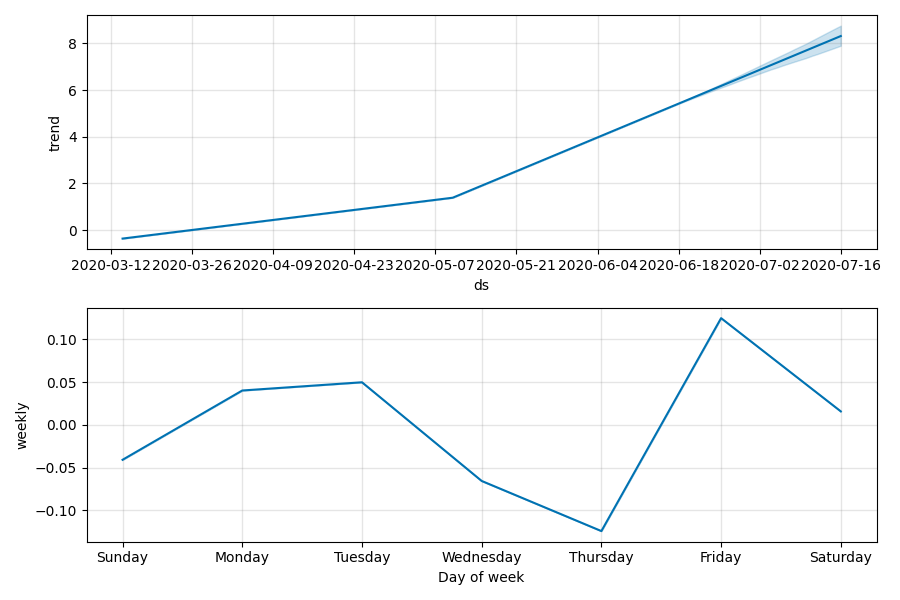 8
6
4
2
0
trend
2020-03-12 2020-03-26 2020-04-09 2020-04-23 2020-05-07 2020-05-21 2020-06-04 2020-06-18 2020-07-02 2020-07-16
ds
0.10
0.05
0.00
−0.05
−0.10
weekly
Sunday Monday Tuesday Wednesday Thursday Friday Saturday
Day of week